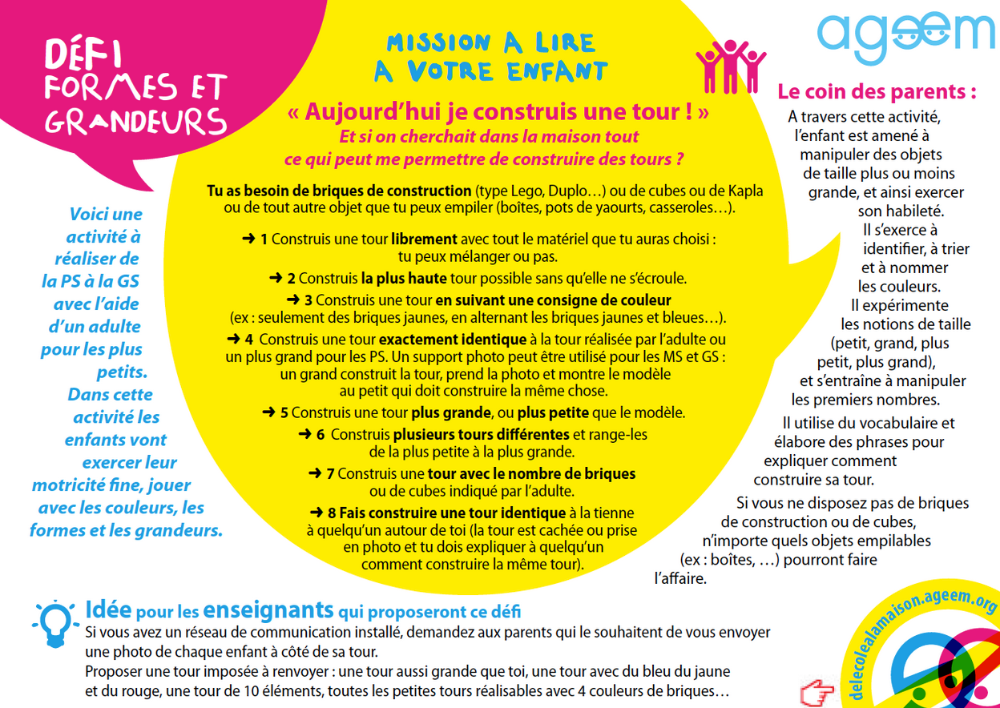 DÉFI
FORMES ET
GRANDEURS
MISSION A LIRE
A VOTRE ENFANT
ageem
« Aujourd’hui je construis une tour ! »
Et si on cherchait dans la maison tout
ce qui peut me permettre de construire des tours ?
Tu as besoin de briques de construction (type Lego, Duplo…) ou de cubes ou de Kapla
ou de tout autre objet que tu peux empiler (boîtes, pots de yaourts, casseroles…).
➜ 1 Construis une tour librement avec tout le matériel que tu auras choisi :
tu peux mélanger ou pas.
➜ 2 Construis la plus haute tour possible sans qu’elle ne s’écroule.
➜ 3 Construis une tour en suivant une consigne de couleur
(ex : seulement des briques jaunes, en alternant les briques jaunes et bleues…).
➜ 4 Construis une tour exactement identique à la tour réalisée par l’adulte ou
un plus grand pour les PS. Un support photo peut être utilisé pour les MS et GS :
un grand construit la tour, prend la photo et montre le modèle
au petit qui doit construire la même chose.
➜ 5 Construis une tour plus grande, ou plus petite que le modèle.
➜ 6 Construis plusieurs tours différentes et range-les
de la plus petite à la plus grande.
➜ 7 Construis une tour avec le nombre de briques
ou de cubes indiqué par l’adulte.
➜ 8 Fais construire une tour identique à la tienne
à quelqu’un autour de toi (la tour est cachée ou prise
en photo et tu dois expliquer à quelqu’un
comment construire la même tour).
Voici une
activité à
réaliser de
la PS à la GS
avec l’aide
d’un adulte
pour les plus
petits.
Dans cette
activité les
enfants vont
exercer leur
motricité fine, jouer
avec les couleurs, les
formes et les grandeurs.
Le coin des parents :
A travers cette activité,
l’enfant est amené à
manipuler des objets
de taille plus ou moins
grande, et ainsi exercer
son habileté.
Il s’exerce à
identifier, à trier
et à nommer
les couleurs.
Il expérimente
les notions de taille
(petit, grand, plus
petit, plus grand),
et s’entraîne à manipuler
les premiers nombres.
Il utilise du vocabulaire et
élabore des phrases pour
expliquer comment
construire sa tour.
Si vous ne disposez pas de briques
de construction ou de cubes,
n’importe quels objets empilables
(ex : boîtes, …) pourront faire
l’affaire.
Idée pour les enseignants qui proposeront ce défi
Si vous avez un réseau de communication installé, demandez aux parents qui le souhaitent de vous envoyer
une photo de chaque enfant à côté de sa tour.
Proposer une tour imposée à renvoyer : une tour aussi grande que toi, une tour avec du bleu du jaune
et du rouge, une tour de 10 éléments, toutes les petites tours réalisables avec 4 couleurs de briques…
delecolealamaison.ageem.org